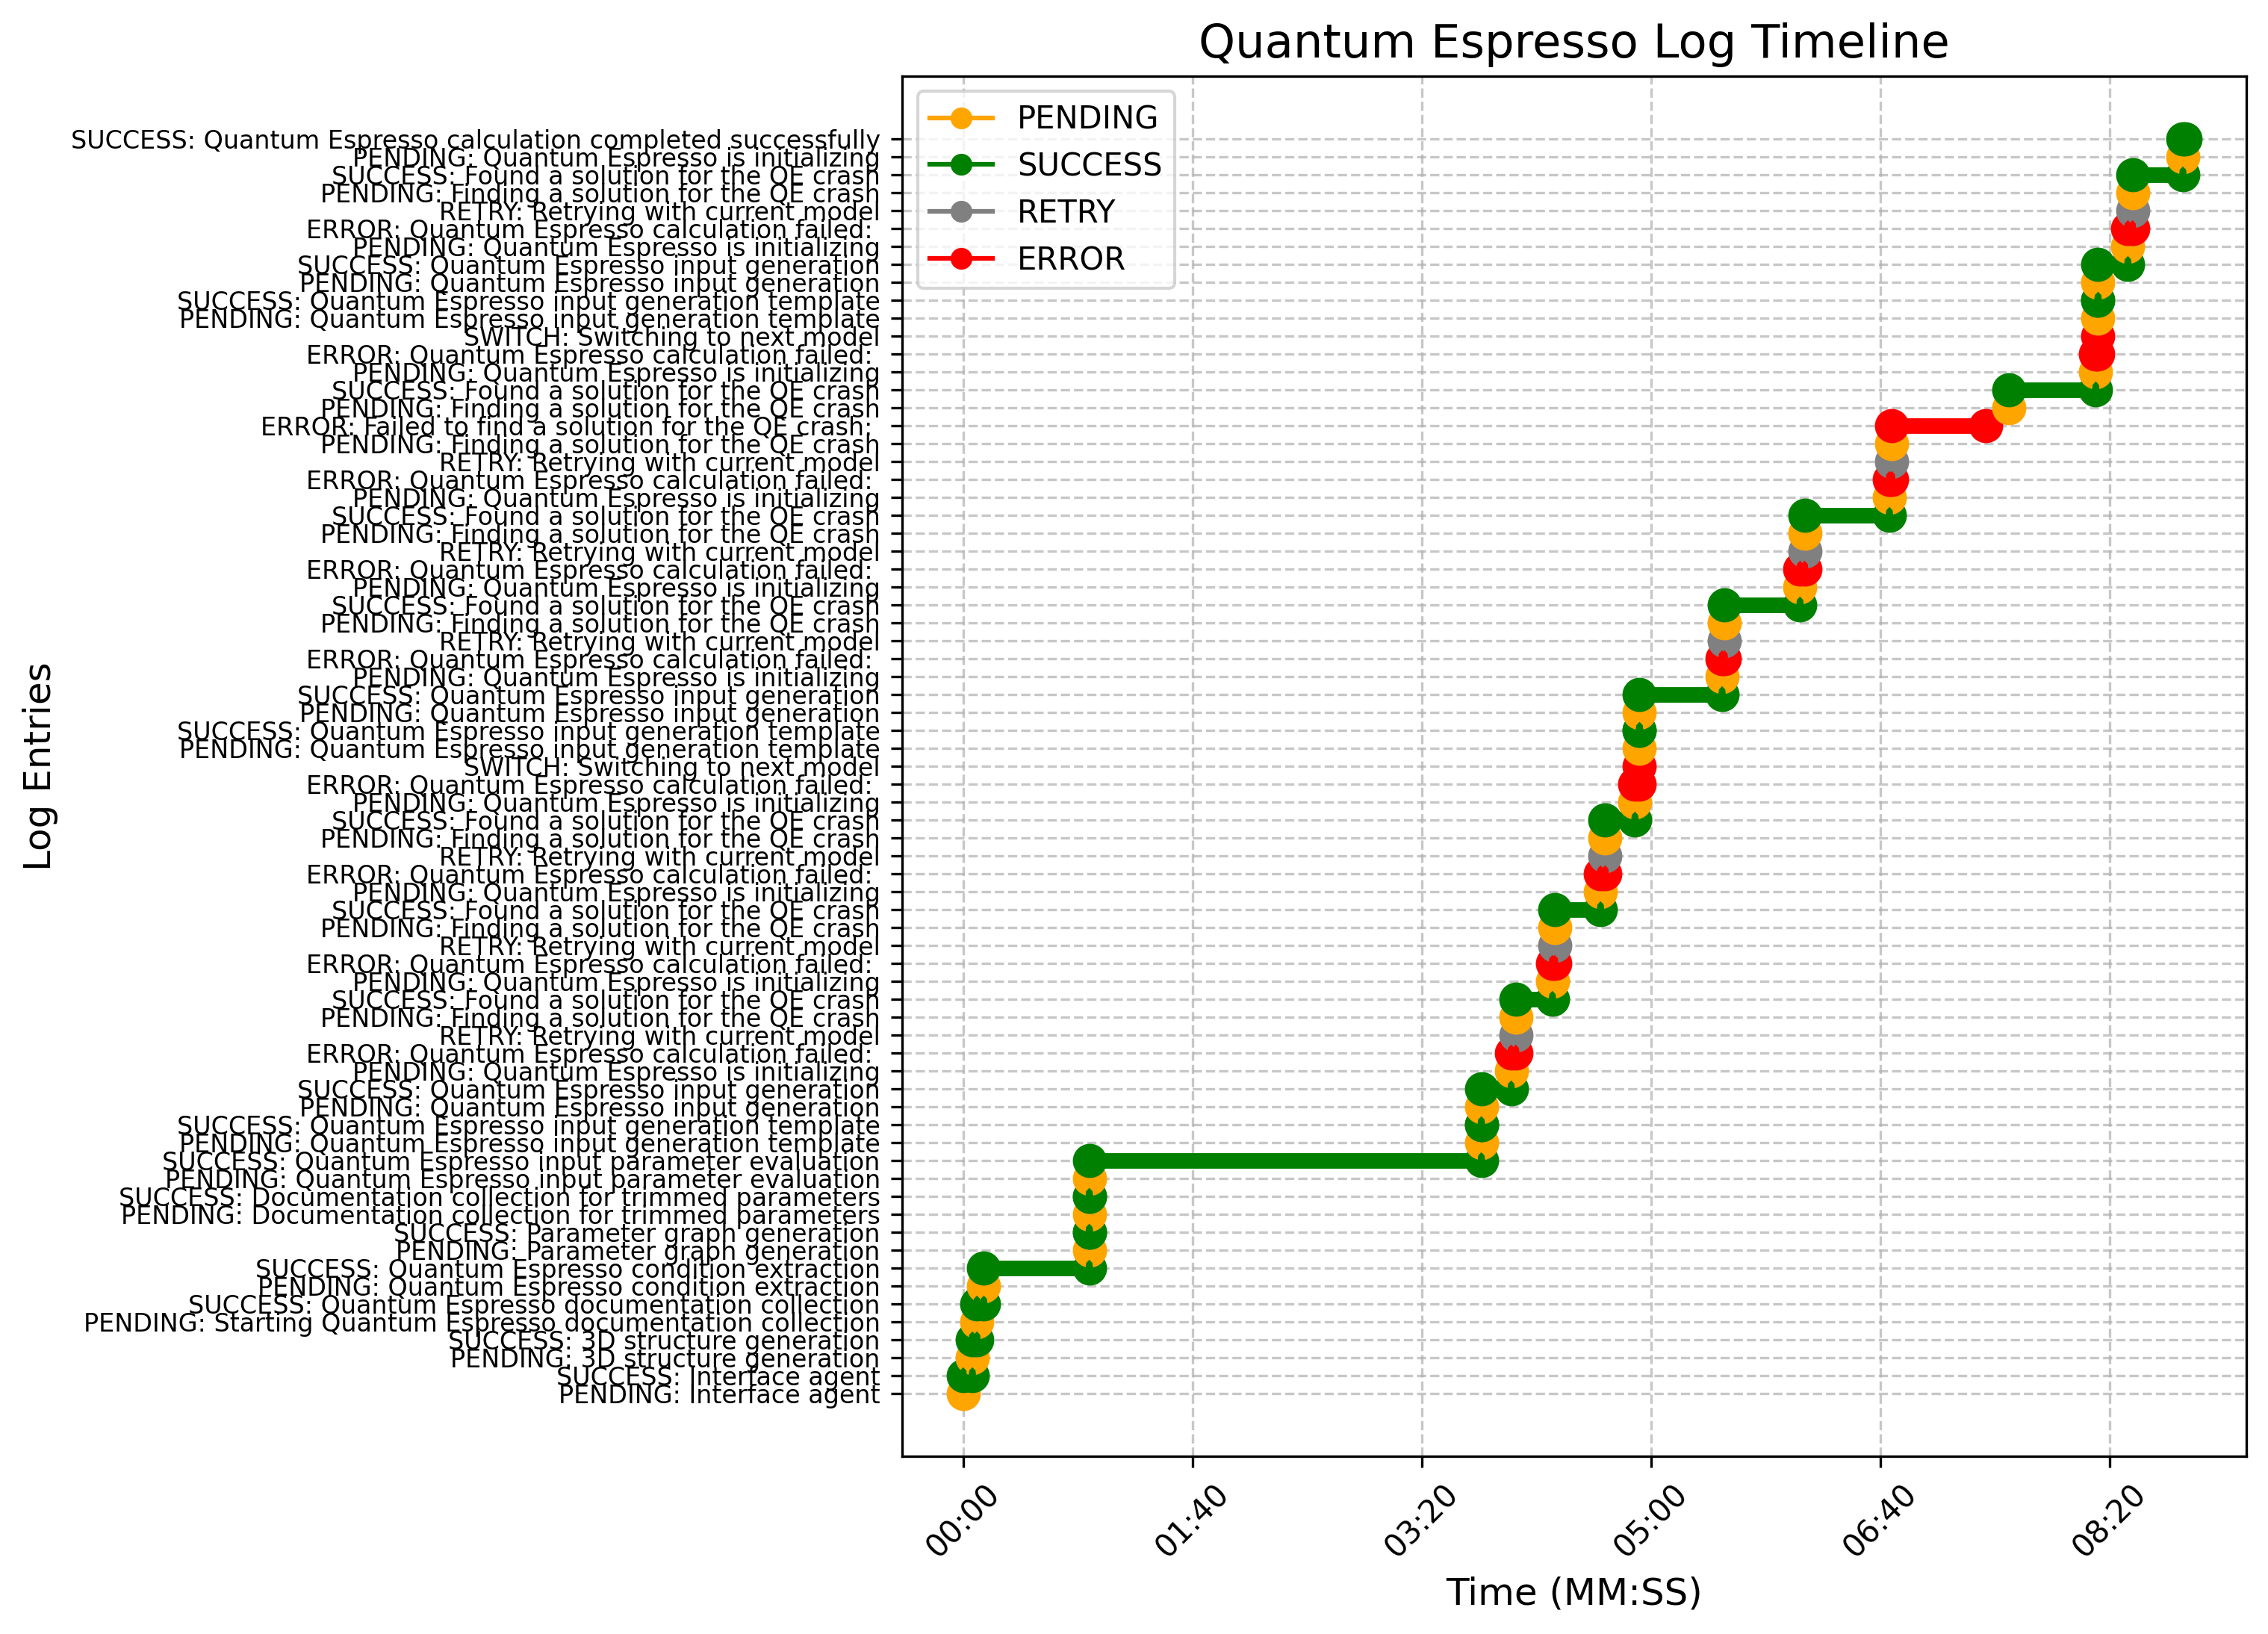 Quantum Espresso Log Timeline
PENDING
SUCCESS
RETRY
ERROR
Log Entries
SUCCESS: Quantum Espresso calculation completed successfully
PENDING: Quantum Espresso is initializing
SUCCESS: Found a solution for the QE crash
PENDING: Finding a solution for the QE crash
RETRY: Retrying with current model
ERROR: Quantum Espresso calculation failed:
PENDING: Quantum Espresso is initializing
SUCCESS: Quantum Espresso input generation
PENDING: Quantum Espresso input generation
SUCCESS: Quantum Espresso input generation template
PENDING: Quantum Espresso input generation template
SWITCH: Switching to next model
ERROR: Quantum Espresso calculation failed:
PENDING: Quantum Espresso is initializing
SUCCESS: Found a solution for the QE crash
PENDING: Finding a solution for the QE crash
ERROR: Failed to find a solution for the QE crash:
PENDING: Finding a solution for the QE crash
RETRY: Retrying with current model
ERROR: Quantum Espresso calculation failed:
PENDING: Quantum Espresso is initializing
SUCCESS: Found a solution for the QE crash
PENDING: Finding a solution for the QE crash
RETRY: Retrying with current model
ERROR: Quantum Espresso calculation failed:
PENDING: Quantum Espresso is initializing
SUCCESS: Found a solution for the QE crash
PENDING: Finding a solution for the QE crash
RETRY: Retrying with current model
ERROR: Quantum Espresso calculation failed:
PENDING: Quantum Espresso is initializing
SUCCESS: Quantum Espresso input generation
PENDING: Quantum Espresso input generation
SUCCESS: Quantum Espresso input generation template
PENDING: Quantum Espresso input generation template
SWITCH: Switching to next model
ERROR: Quantum Espresso calculation failed:
PENDING: Quantum Espresso is initializing
SUCCESS: Found a solution for the QE crash
PENDING: Finding a solution for the QE crash
RETRY: Retrying with current model
ERROR: Quantum Espresso calculation failed:
PENDING: Quantum Espresso is initializing
SUCCESS: Found a solution for the QE crash
PENDING: Finding a solution for the QE crash
RETRY: Retrying with current model
ERROR: Quantum Espresso calculation failed:
PENDING: Quantum Espresso is initializing
SUCCESS: Found a solution for the QE crash
PENDING: Finding a solution for the QE crash
RETRY: Retrying with current model
ERROR: Quantum Espresso calculation failed:
PENDING: Quantum Espresso is initializing
SUCCESS: Quantum Espresso input generation
PENDING: Quantum Espresso input generation
SUCCESS: Quantum Espresso input generation template
PENDING: Quantum Espresso input generation template
SUCCESS: Quantum Espresso input parameter evaluation
PENDING: Quantum Espresso input parameter evaluation
SUCCESS: Documentation collection for trimmed parameters
PENDING: Documentation collection for trimmed parameters
SUCCESS: Parameter graph generation
PENDING: Parameter graph generation
SUCCESS: Quantum Espresso condition extraction
PENDING: Quantum Espresso condition extraction
SUCCESS: Quantum Espresso documentation collection
PENDING: Starting Quantum Espresso documentation collection
SUCCESS: 3D structure generation
PENDING: 3D structure generation
SUCCESS: Interface agent
PENDING: Interface agent
00:00
01:40
03:20
05:00
06:40
08:20
Time (MM:SS)